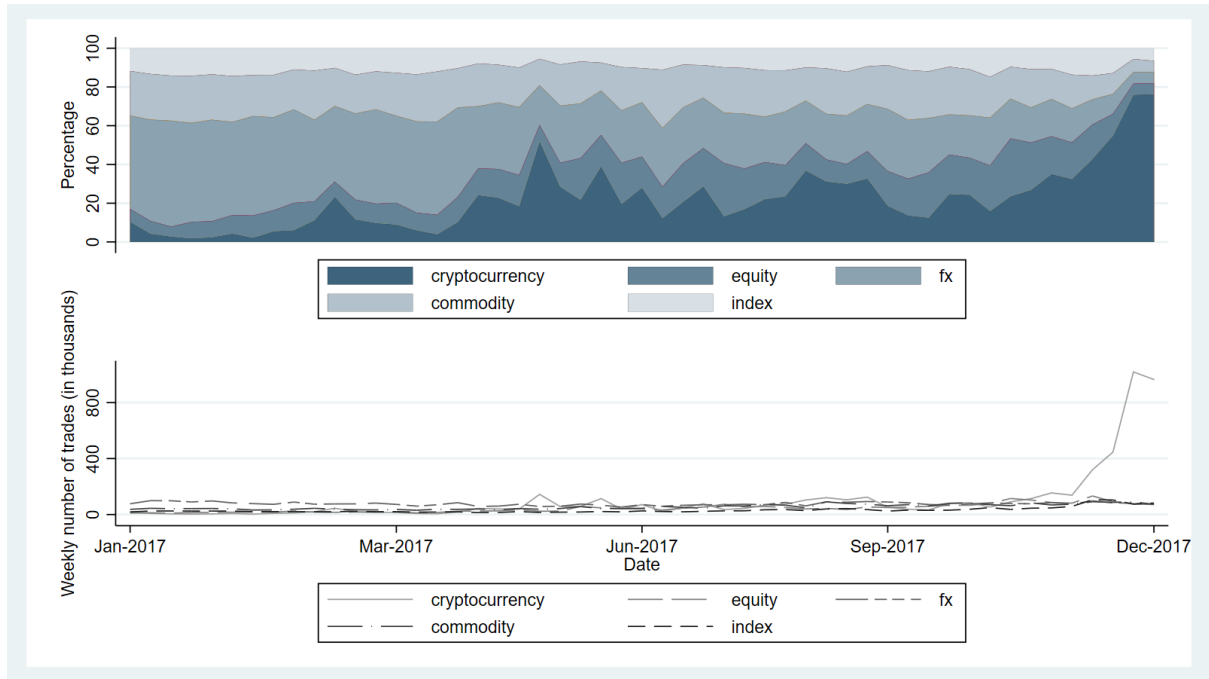 Percentage
100
80
60
40
20
0
cryptocurrency equity fx
commodity index
Weekly number of trades (in thousands)
800
400
0
Jan-2017 Mar-2017 Jun-2017 Sep-2017 Dec-2017
Date
cryptocurrency equity fx
commodity index